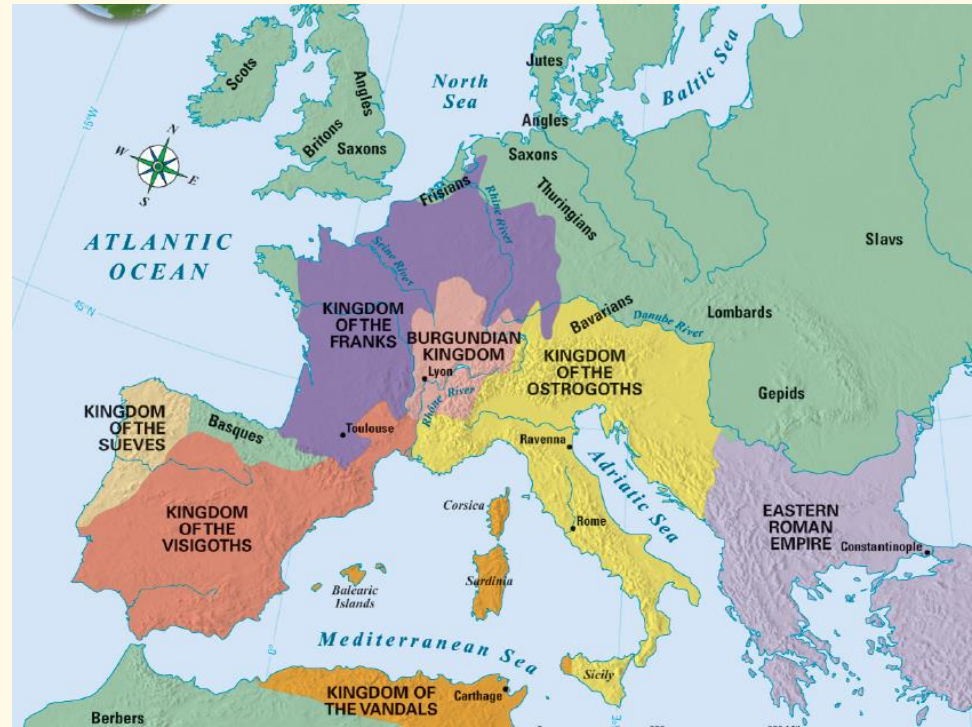 Scots
Angles
Britons
Saxons
North
Sea
Jutes
Angles
Saxons
Baltic Sea
Frisians
Rhine River
Thuringians
Slavs
15°W
N
W
E
S
ATLANTIC
OCEAN
45°N
Seine River
KINGDOM
OF THE
FRANKS
BURGUNDIAN
KINGDOM
Lyon
Rhône River
Bavarians
Danube River
Lombards
KINGDOM
OF THE
OSTROGOTHS
Gepids
KINGDOM
OF THE
SUEVES
Basques
Toulouse
Ravenna
Adriatic Sea
KINGDOM
OF THE
VISIGOTHS
Corsica
Rome
EASTERN
ROMAN
EMPIRE
Constantinople
Balearic
Islands
Sardinia
Mediterranean Sea
Sicily
KINGDOM OF
THE VANDALS
Carthage
Berbers